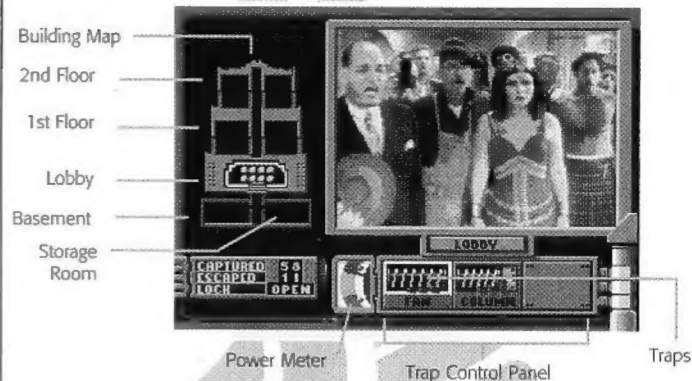 Building Map
2nd Floor
1st Floor
Lobby
Basement
Storage
Room
LOBBY
CAPTURED 58
ESCAPED 11
LOCK OPEN
FAN COLUMN
Power Meter
Trap Control Panel
Traps